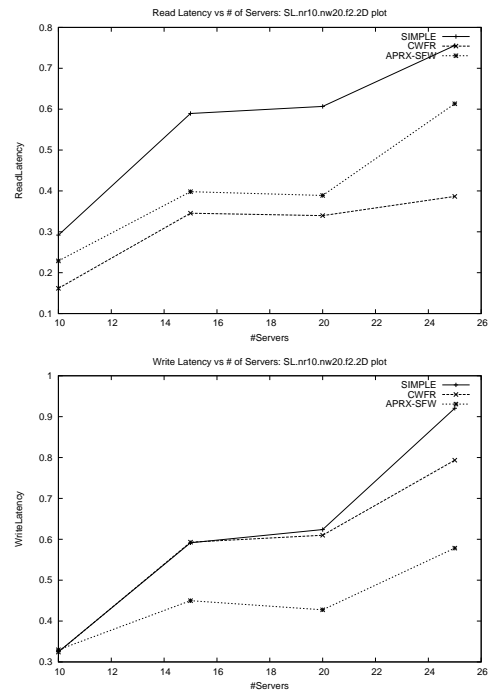 Read Latency vs # of Servers: SL.nr10.nw20.f2.2D plot
0.8
0.7
0.6
0.5
0.4
0.3
0.2
0.1
ReadLatency
SIMPLE
CWFR
APRX-SFW
10 12 14 16 18 20 22 24 26
#Servers
Write Latency vs # of Servers: SL.nr10.nw20.f2.2D plot
1
0.9
0.8
0.7
0.6
0.5
0.4
0.3
WriteLatency
SIMPLE
CWFR
APRX-SFW
10 12 14 16 18 20 22 24 26
#Servers